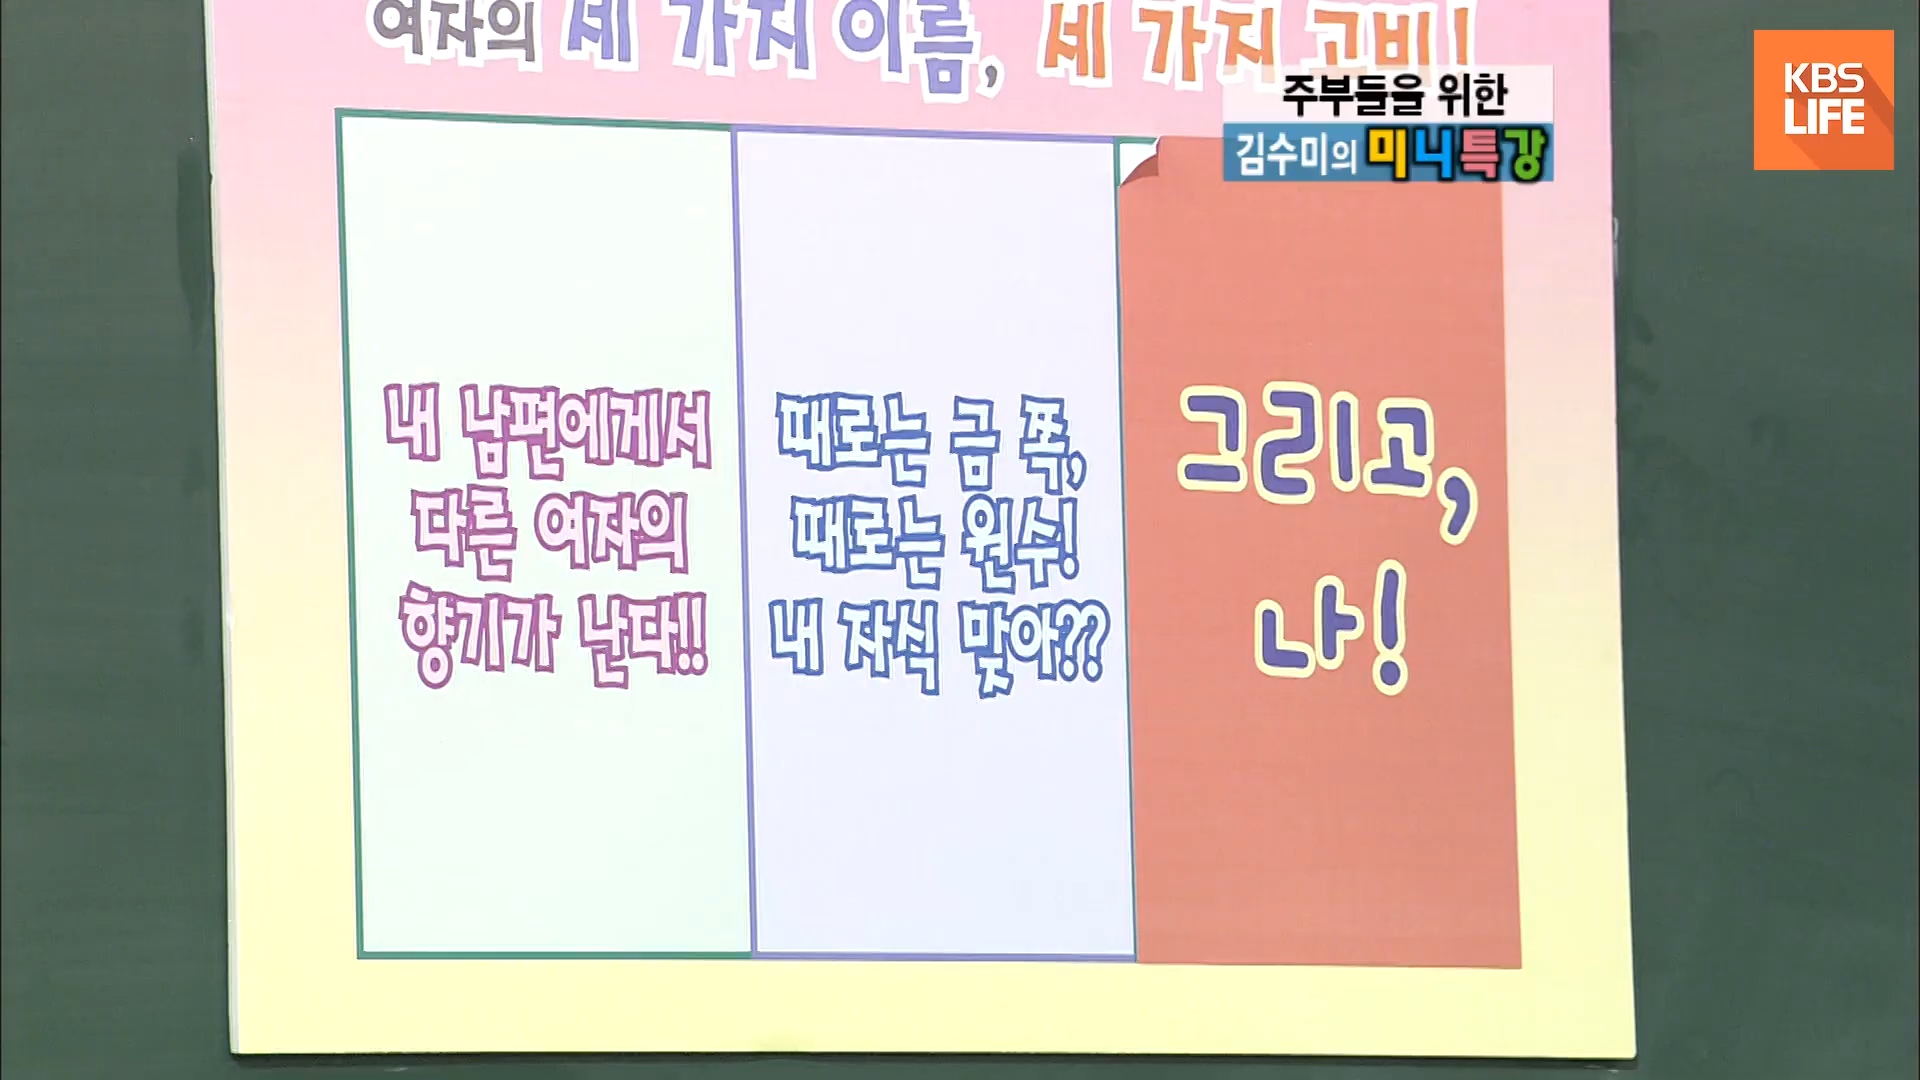 여자의 세 가지 이름, 세 가지 고비!
주부들을 위한
김수미의 미니특강
KBS
LIFE
내 남편에게서
다른 여자의
향기가 난다!!
때로는 금 쪽,
때로는 원수!
내 자식 맞아??
그리고,
나!